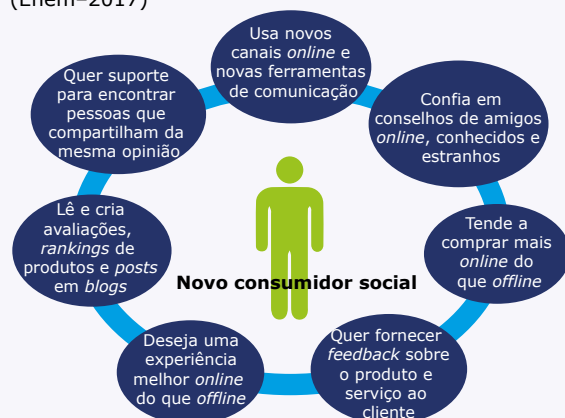 (Enem–2017)
Usa novos
canais online e
novas ferramentas
de comunicação
Confia em
conselhos de amigos
online, conhecidos e
estranhos
Tende a
comprar mais
online do
que offline
Quer fornecer
feedback sobre
o produto e
serviço ao
cliente
Deseja uma
experiência
melhor online
do que offline
Lê e cria
avaliações,
rankings de
produtos e posts
em blogs
Quer suporte
para encontrar
pessoas que
compartilham da
mesma opinião
Novo consumidor social